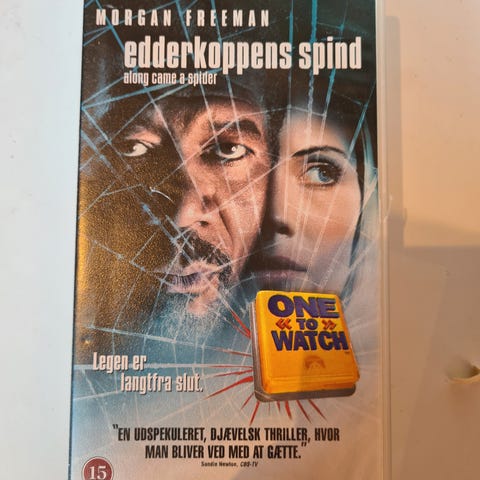 MORGAN FREEMAN
edderkoppens spind
along came a spider
ONE
« TO »
WATCH
Legen er
langtfra slut.
"EN UDSPEKULERET, DJÆVELSK THRILLER, HVOR
MAN BLIVER VED MED AT GÆTTE."
Sandie Newton, CBS-TV
15